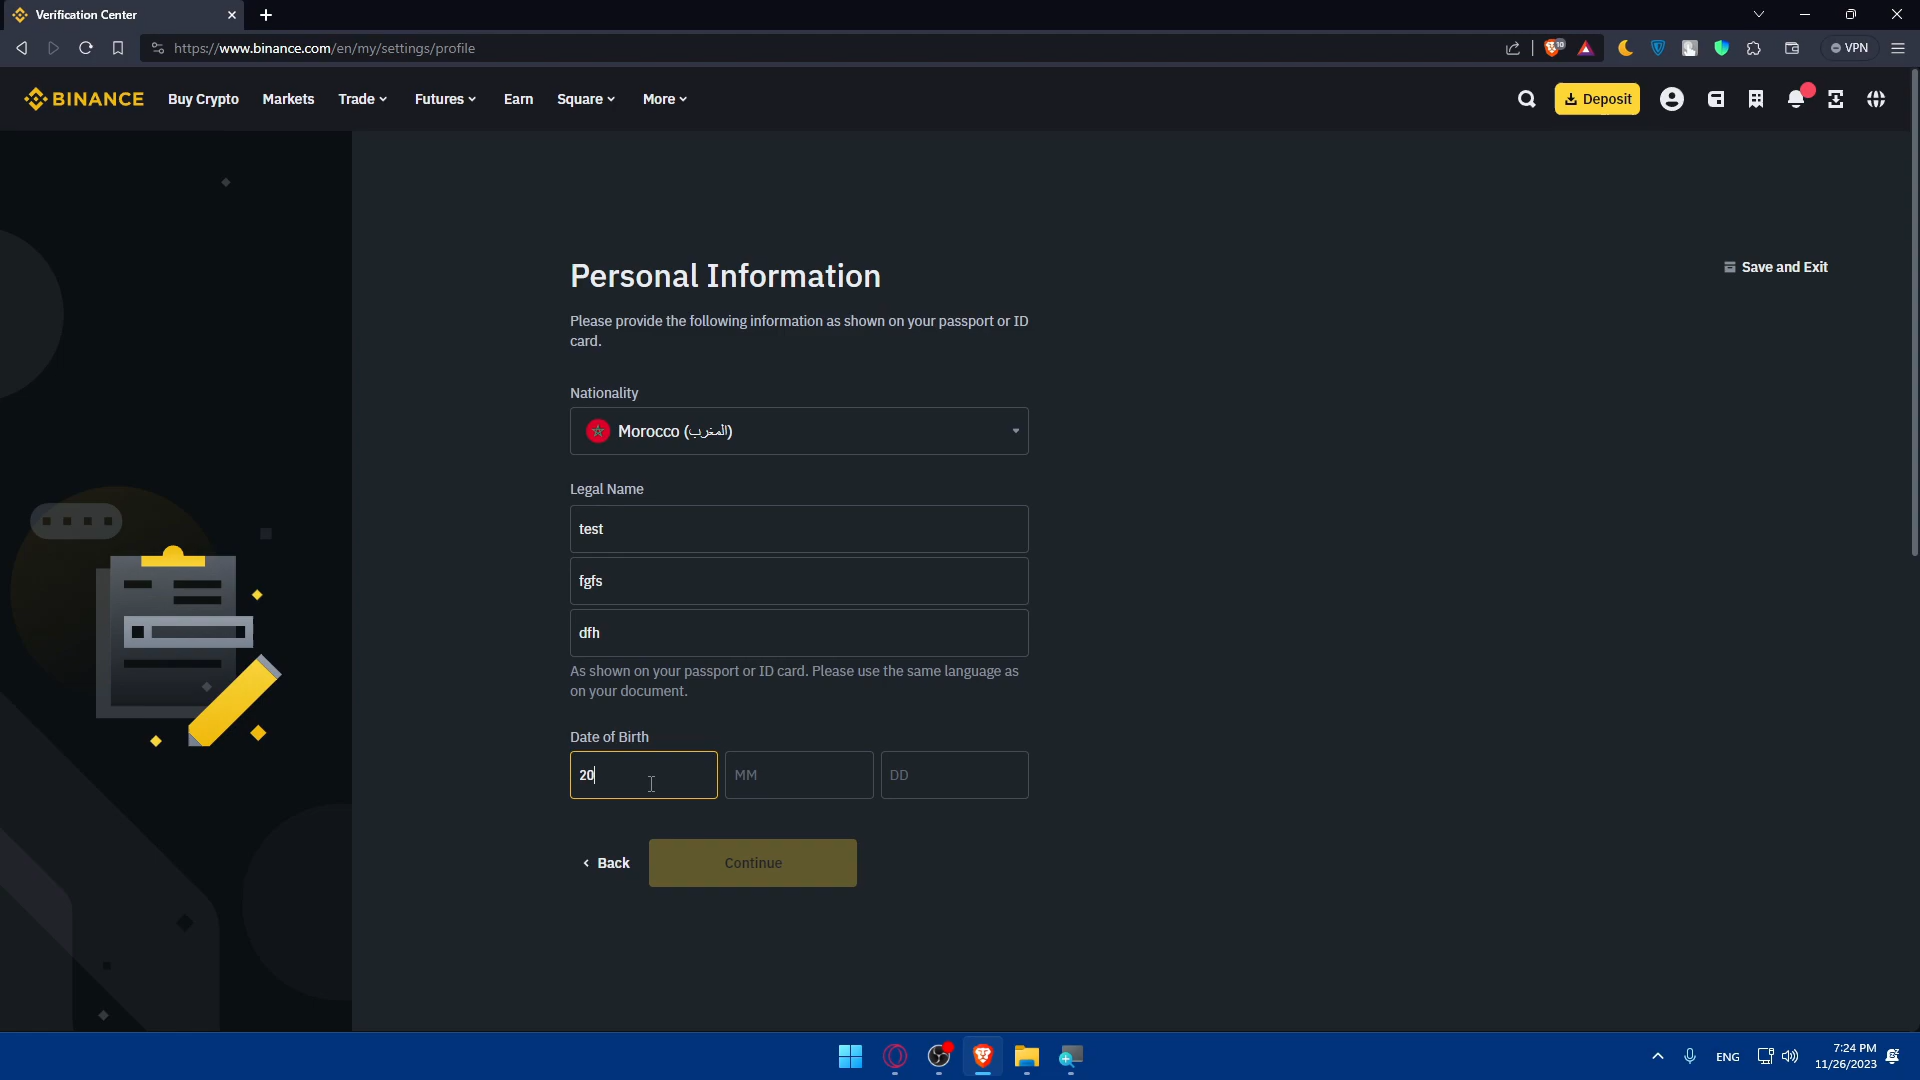 Verification Center
https://www.binance.com/en/my/settings/profile
10
VPN
BINANCE
Buy Crypto
Markets
Trade
Futures
Earn
Square
More
Deposit
Personal Information
Save and Exit
Please provide the following information as shown on your passport or ID
card.
Nationality
Morocco (المغرب)
Legal Name
test
fgfs
dfh
As shown on your passport or ID card. Please use the same language as
on your document.
Date of Birth
20
MM
DD
Back
Continue
ENG
7:24 PM
11/26/2023